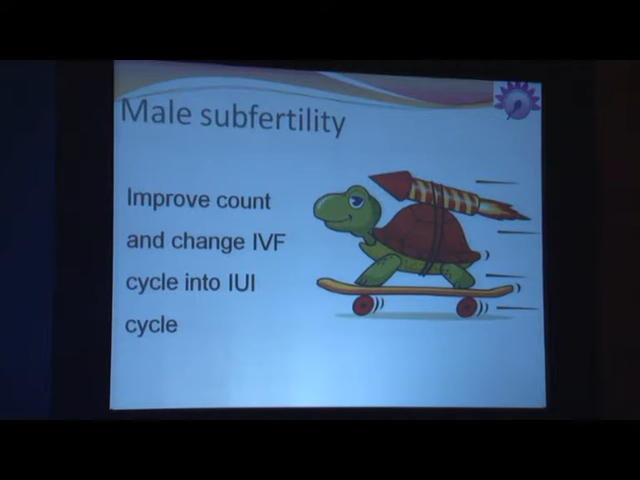 Male subfertility
Improve count
and change IVF
cycle into IUI
cycle